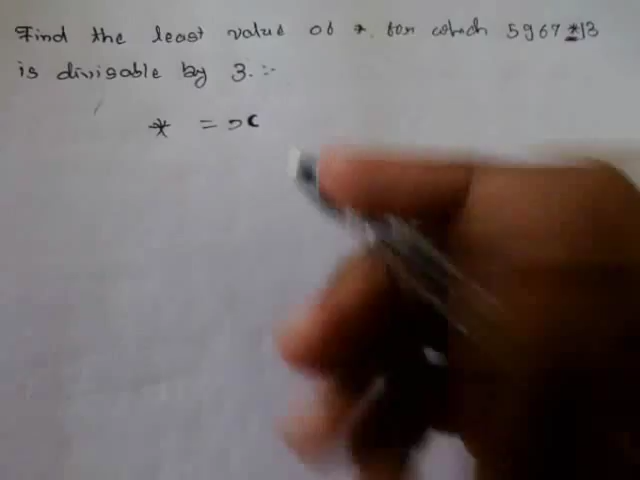 Find the least value of *. for which 5967*13
is divisable by 3.:-
* = x